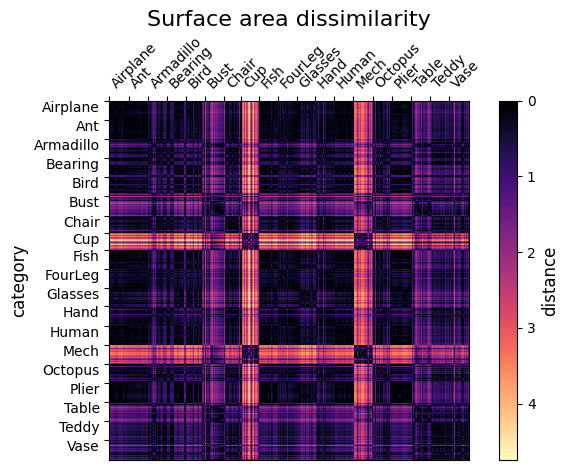 Surface area dissimilarity
Airplane
Ant
Armadillo
Bearing
Bird
Bust
Chair
Cup
Fish
FourLeg
Glasses
Hand
Human
Mech
Octopus
Plier
Table
Teddy
Vase
category
Airplane
Ant
Armadillo
Bearing
Bird
Bust
Chair
Cup
Fish
FourLeg
Glasses
Hand
Human
Mech
Octopus
Plier
Table
Teddy
Vase
0
1
2
3
4
distance